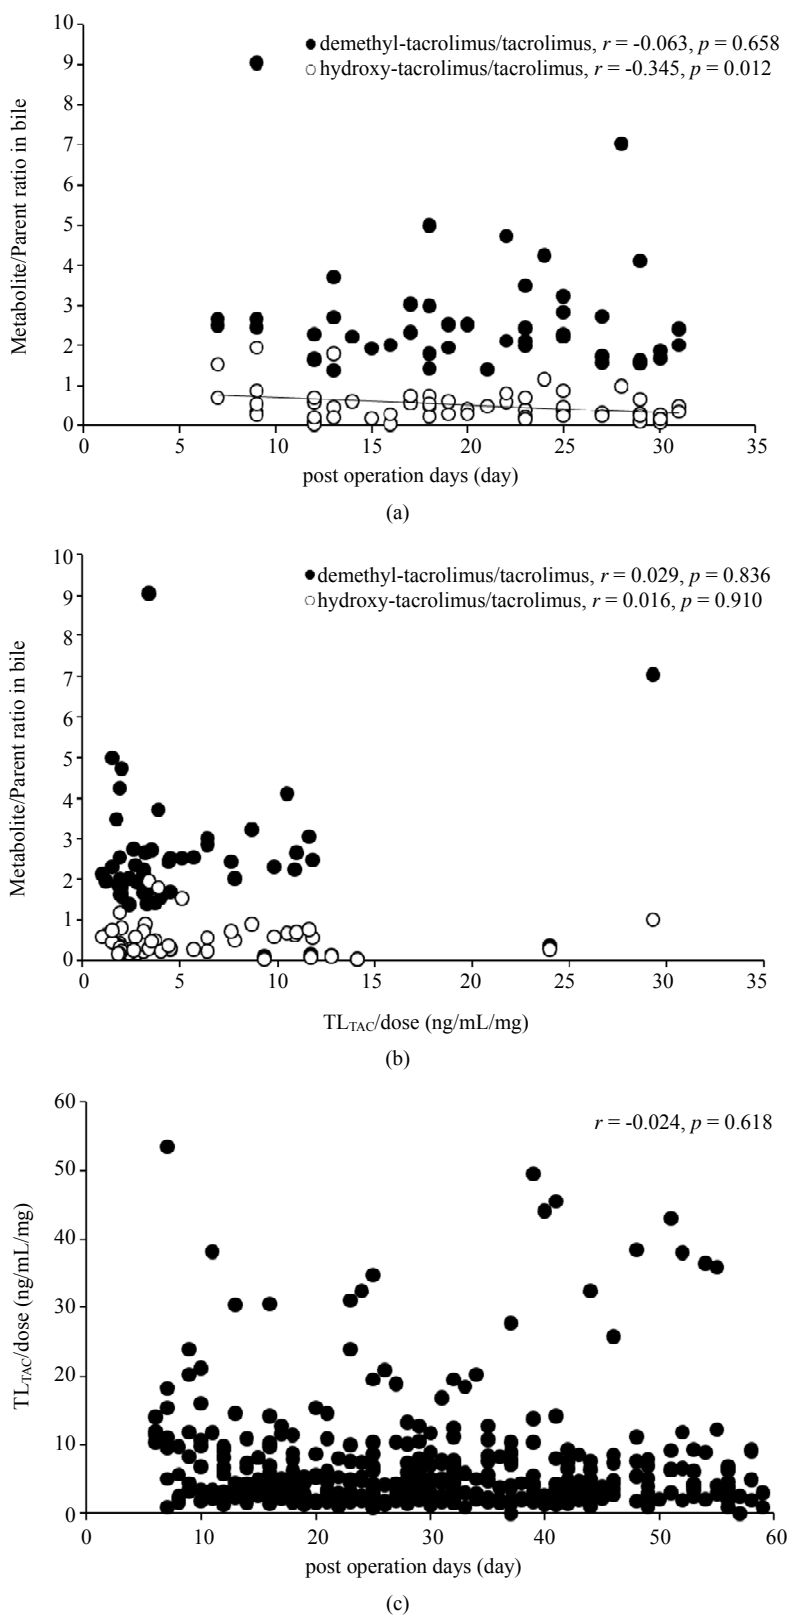 10
9
8
7
6
5
4
3
2
1
0
Metabolite/Parent ratio in bile
demethyl-tacrolimus/tacrolimus, r = -0.063, p = 0.658
hydroxy-tacrolimus/tacrolimus, r = -0.345, p = 0.012
0 5 10 15 20 25 30 35
post operation days (day)
(a)
10
9
8
7
6
5
4
3
2
1
0
Metabolite/Parent ratio in bile
demethyl-tacrolimus/tacrolimus, r = 0.029, p = 0.836
hydroxy-tacrolimus/tacrolimus, r = 0.016, p = 0.910
0 5 10 15 20 25 30 35
TLTAC/dose (ng/mL/mg)
(b)
60
50
40
30
20
10
0
TLTAC/dose (ng/mL/mg)
r = -0.024, p = 0.618
0 10 20 30 40 50 60
post operation days (day)
(c)